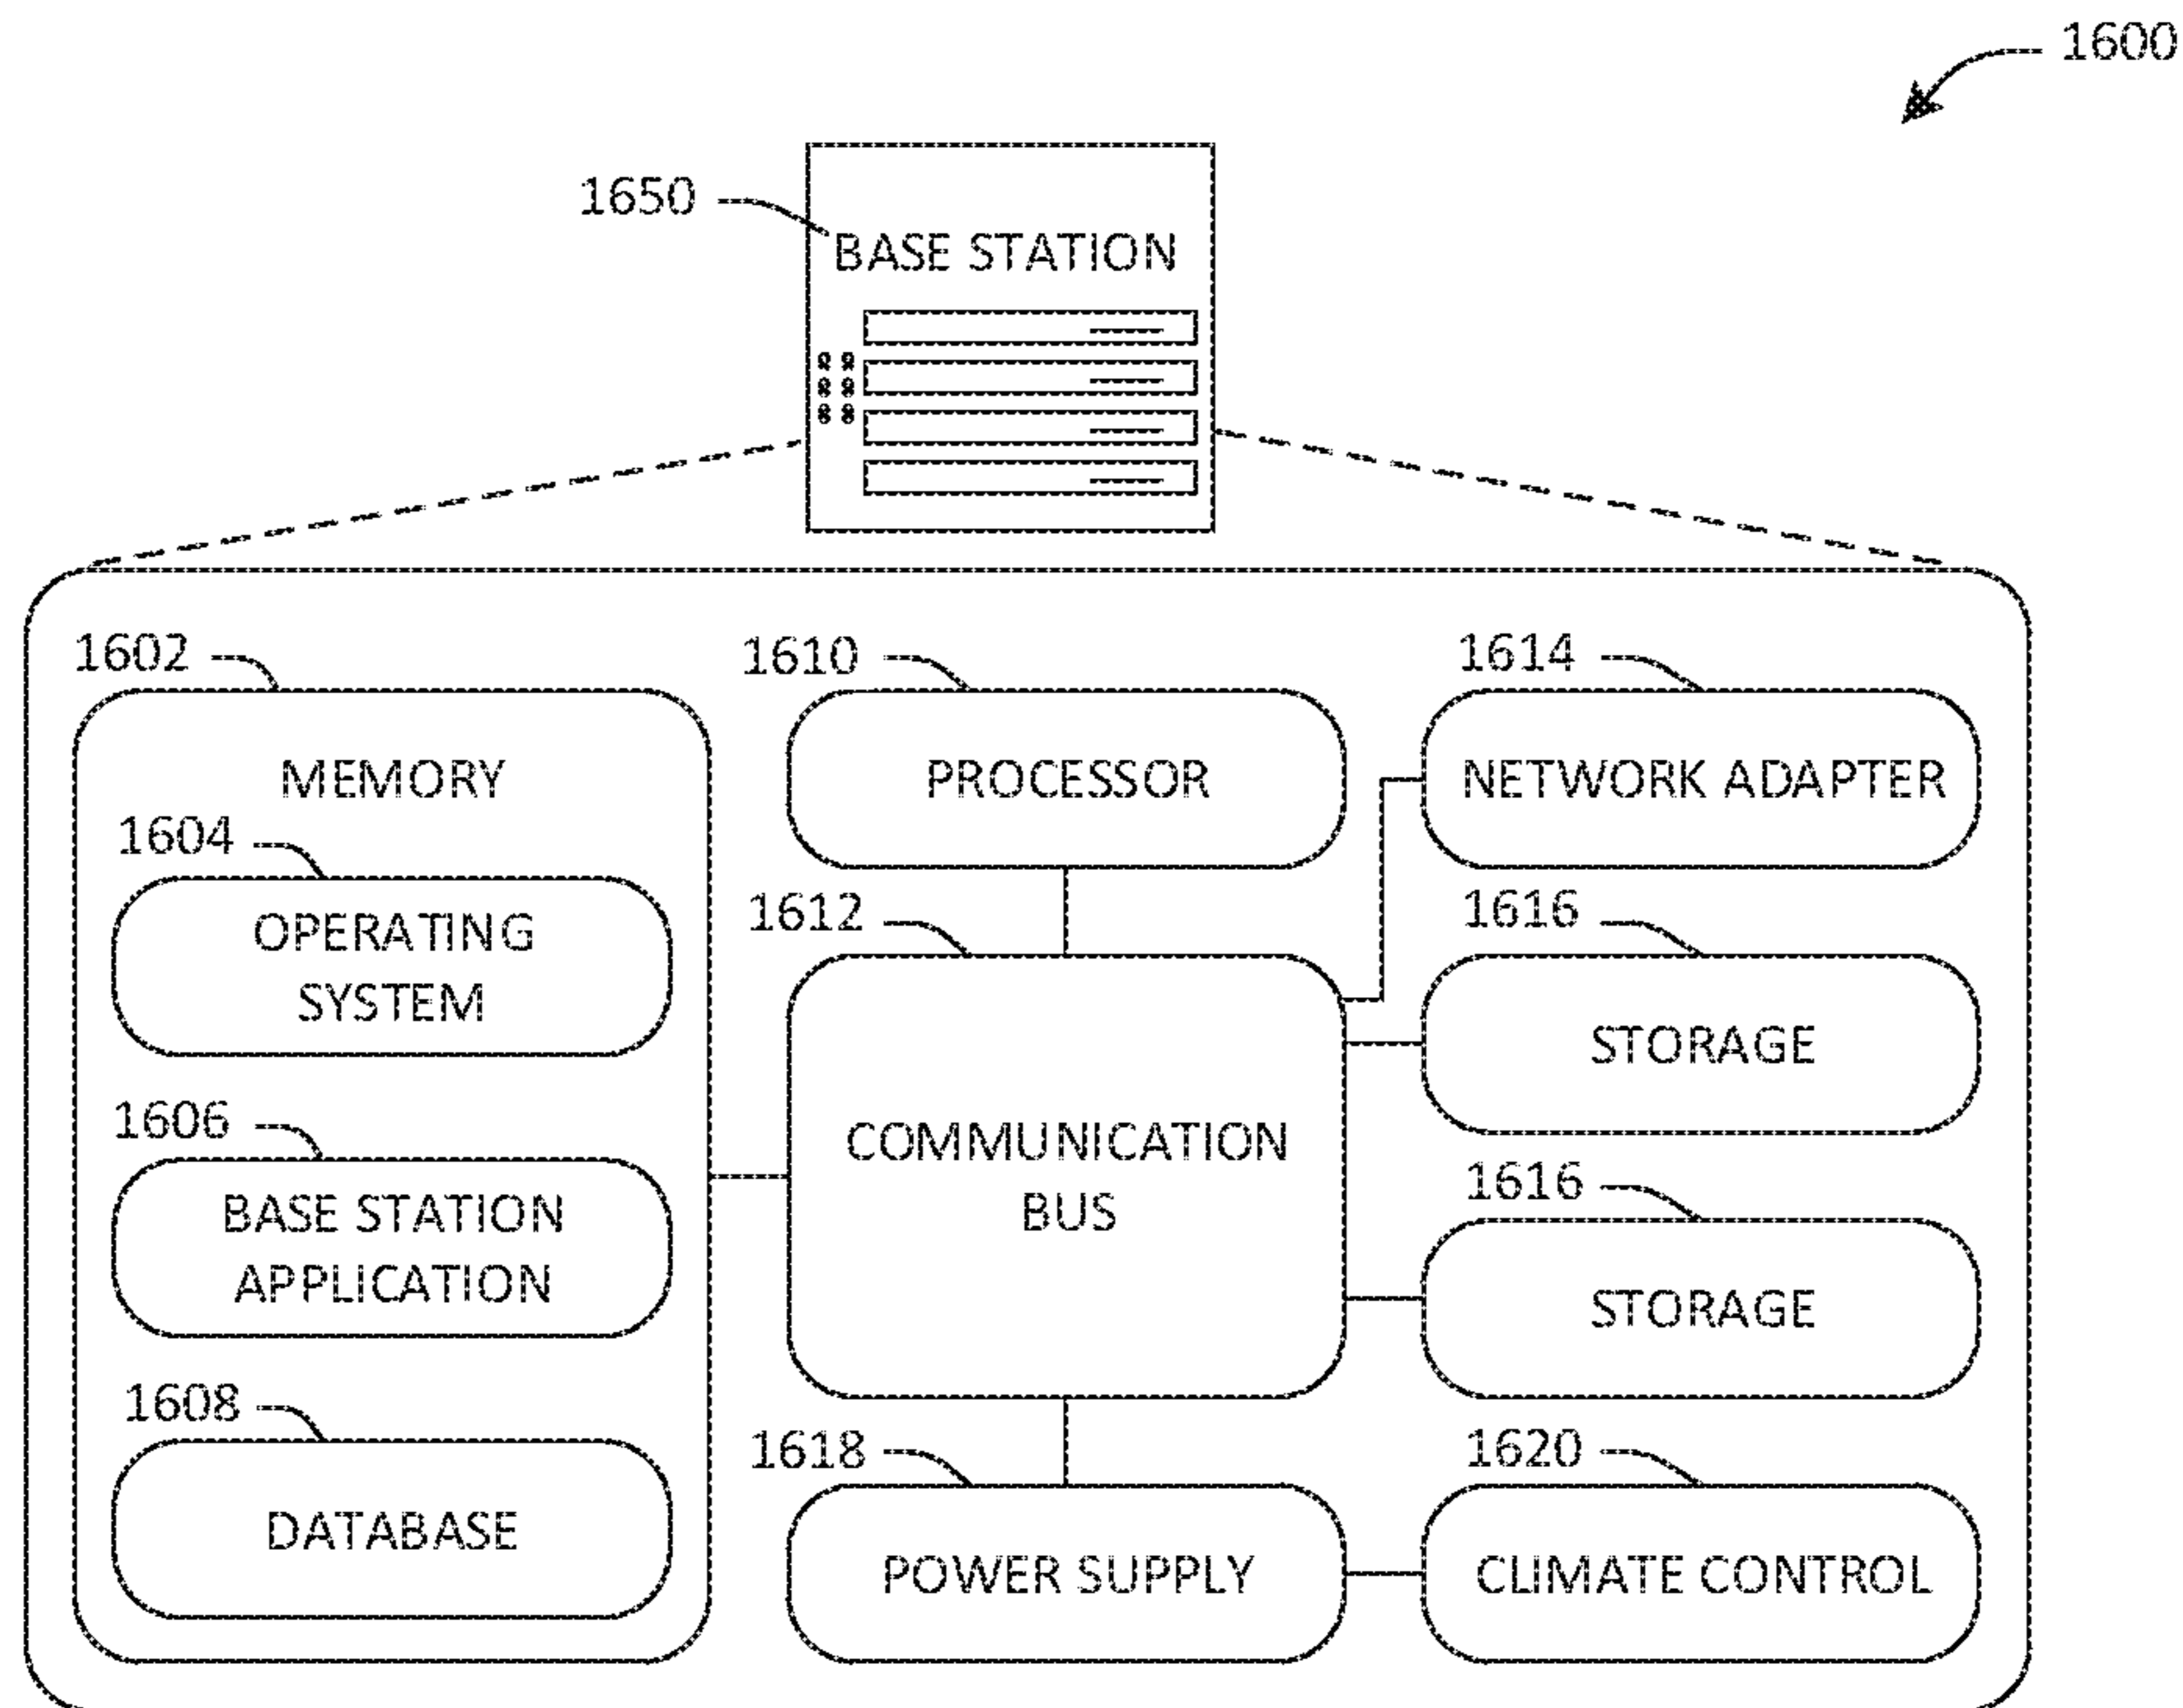 1600
1650
BASE STATION
1602
MEMORY
1604
OPERATING
SYSTEM
1606
BASE STATION
APPLICATION
1608
DATABASE
1610
PROCESSOR
1612
COMMUNICATION
BUS
1618
POWER SUPPLY
1614
NETWORK ADAPTER
1616
STORAGE
1616
STORAGE
1620
CLIMATE CONTROL